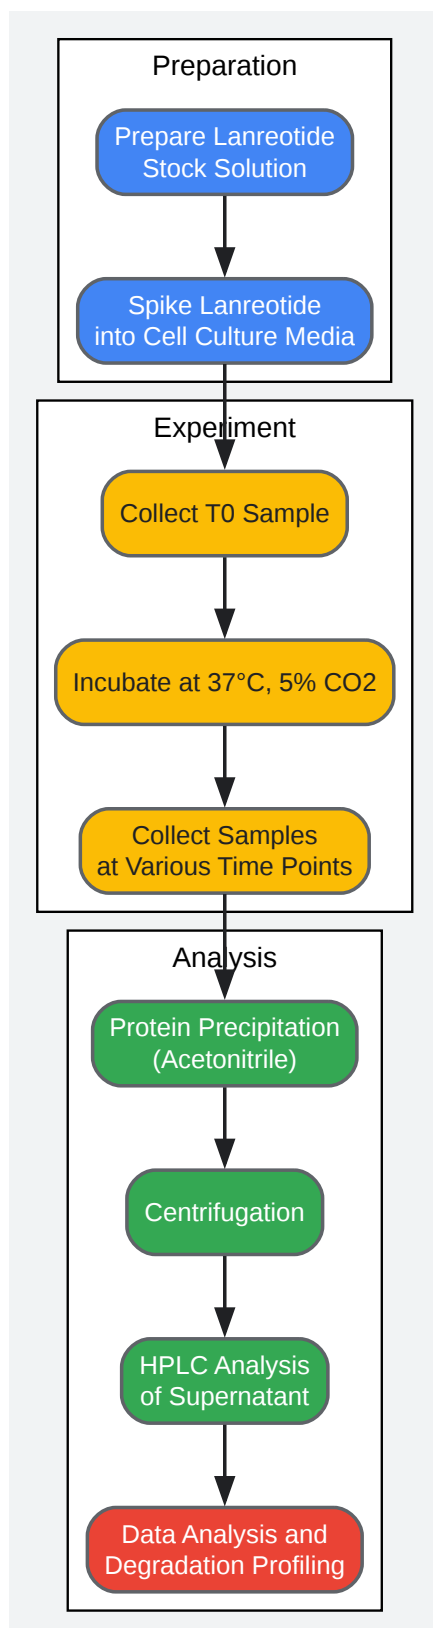 Preparation
Prepare Lanreotide
Stock Solution
Spike Lanreotide
into Cell Culture Media
Experiment
Collect T0 Sample
Incubate at 37°C, 5% CO2
Collect Samples
at Various Time Points
Analysis
Protein Precipitation
(Acetonitrile)
Centrifugation
HPLC Analysis
of Supernatant
Data Analysis and
Degradation Profiling